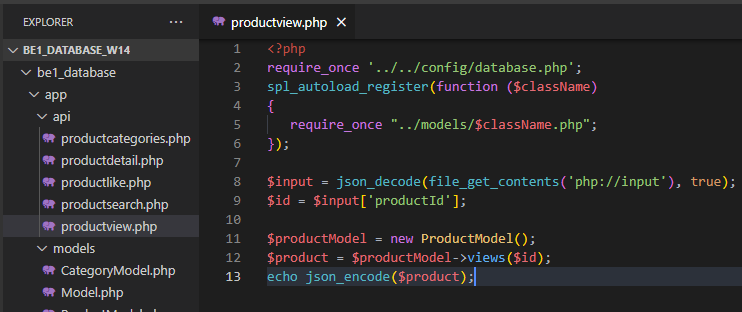 EXPLORER
productview.php
BE1_DATABASE_W14
be1_database
app
api
productcategories.php
productdetail.php
productlike.php
productsearch.php
productview.php
models
CategoryModel.php
Model.php
1 <?php
2 require_once '../../config/database.php';
3 spl_autoload_register(function ($className)
4 {
5 require_once "../models/$className.php";
6 });
7
8 $input = json_decode(file_get_contents('php://input'), true);
9 $id = $input['productId'];
10
11 $productModel = new ProductModel();
12 $product = $productModel->views($id);
13 echo json_encode($product);